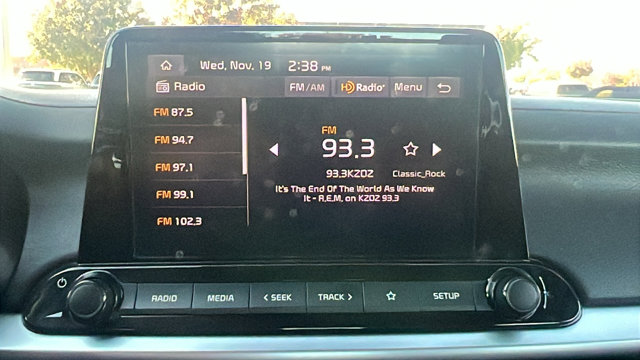 Wed, Nov. 19 2:38 PM
Radio FM/AM HD Radio Menu
FM 87.5
FM 94.7
FM 97.1
FM 99.1
FM 102.3
FM
93.3
93.3KZOZ Classic_Rock
It's The End Of The World As We Know
It - R.E.M. on KZOZ 93.3
RADIO MEDIA < SEEK TRACK > SETUP